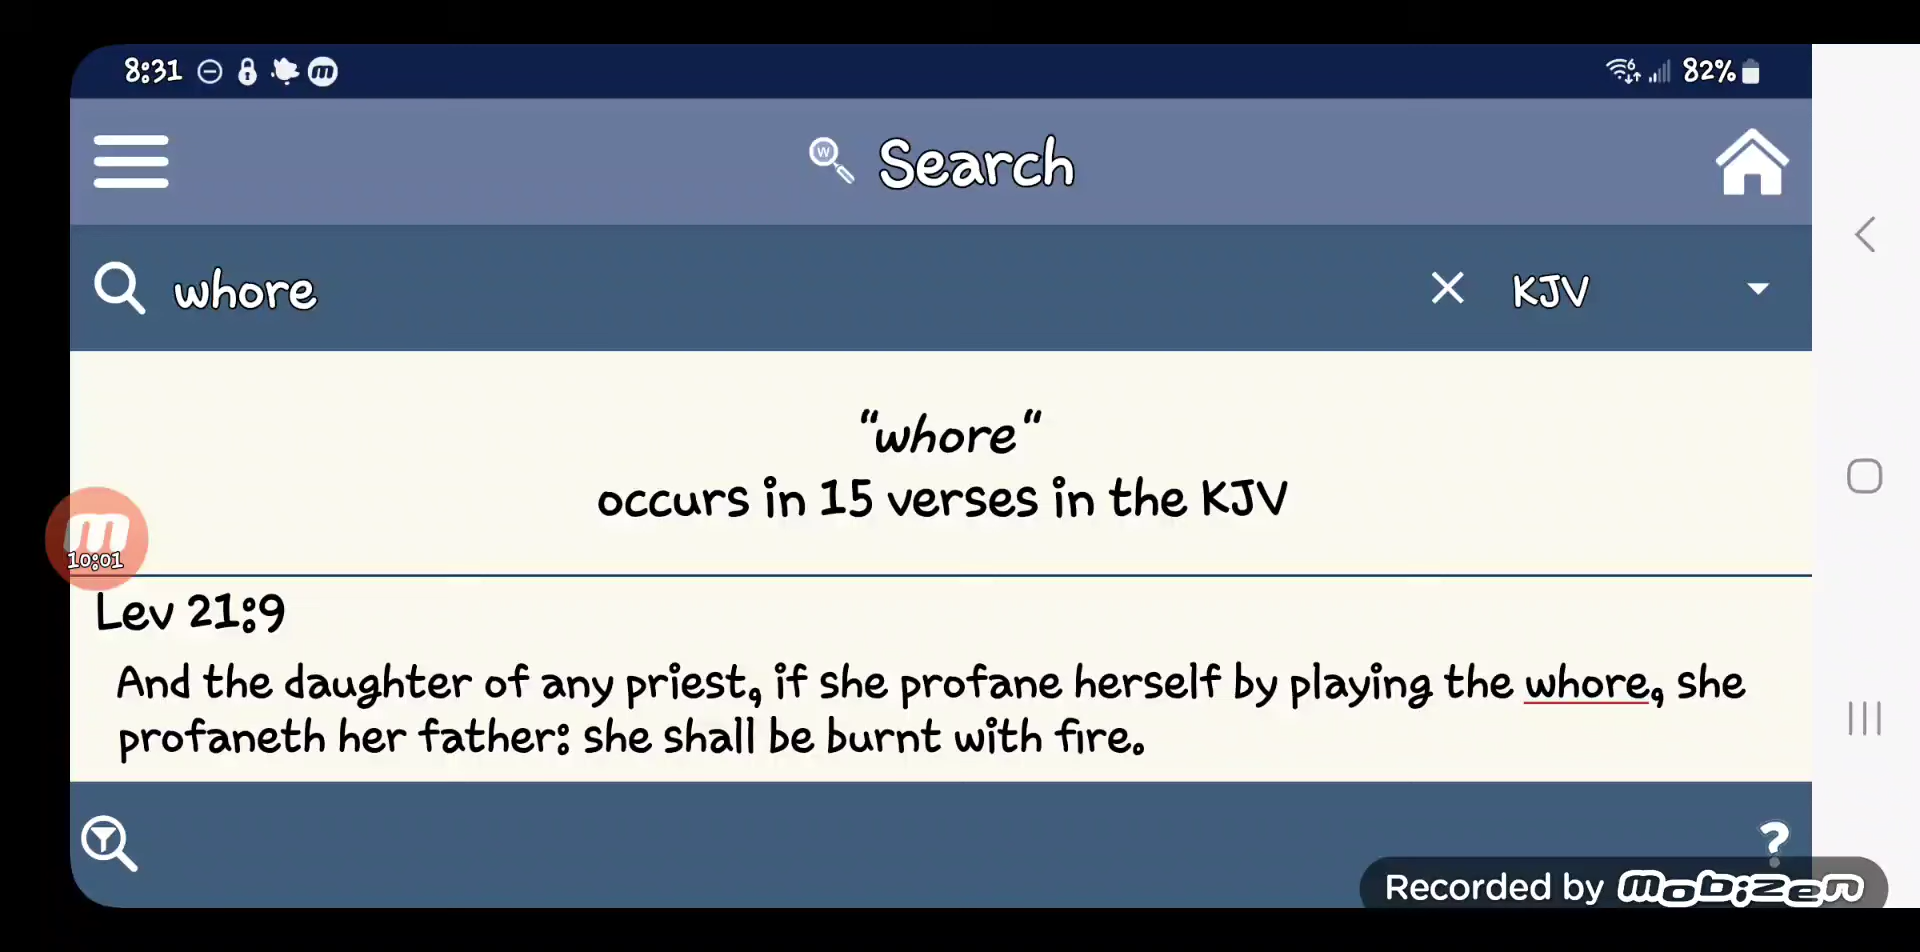 8:31
82%
Search
whore
KJV
"whore"
occurs in 15 verses in the KJV
10:01
Lev 21:9
And the daughter of any priest, if she profane herself by playing the whore, she
profaneth her father: she shall be burnt with fire.
?
Recorded by mobizen